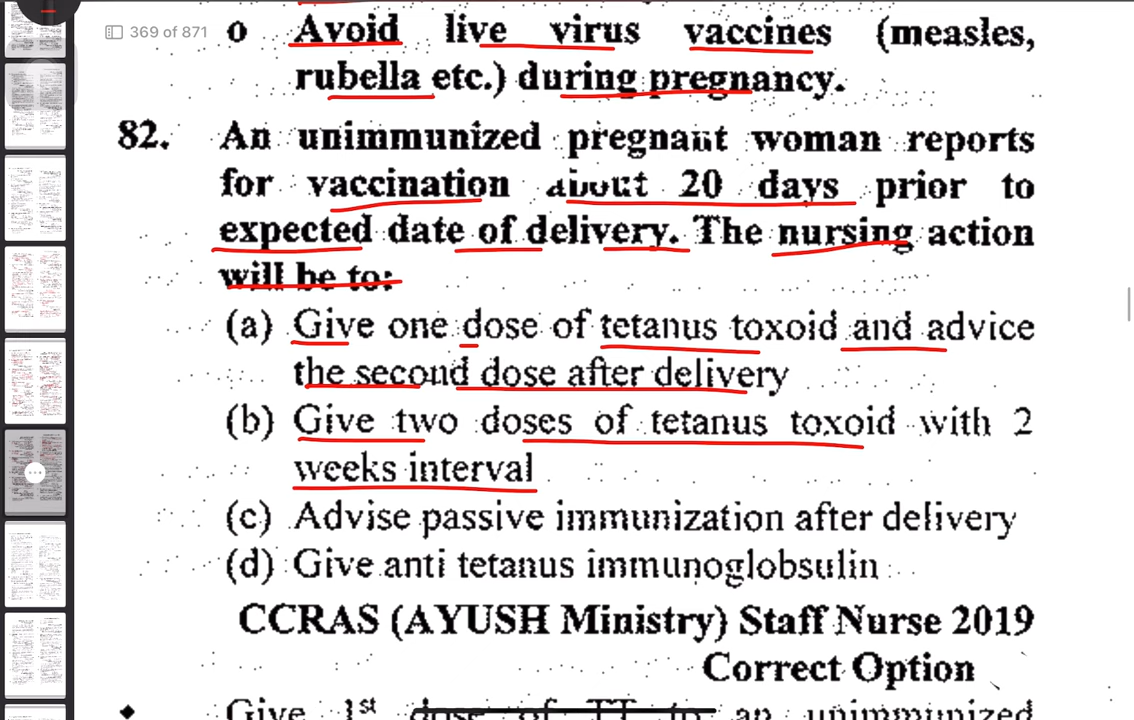 369 of 871
o Avoid live virus vaccines (measles,
rubella etc.) during pregnancy.
82. An unimmunized pregnant woman reports
for vaccination about 20 days prior to
expected date of delivery. The nursing action
will be to:
(a) Give one dose of tetanus toxoid and advice
the second dose after delivery
(b) Give two doses of tetanus toxoid with 2
weeks interval
(c) Advise passive immunization after delivery
(d) Give anti tetanus immunoglobsulin
CCRAS (AYUSH Ministry) Staff Nurse 2019
Correct Option
Give 1st dose of TT to an unimmunized